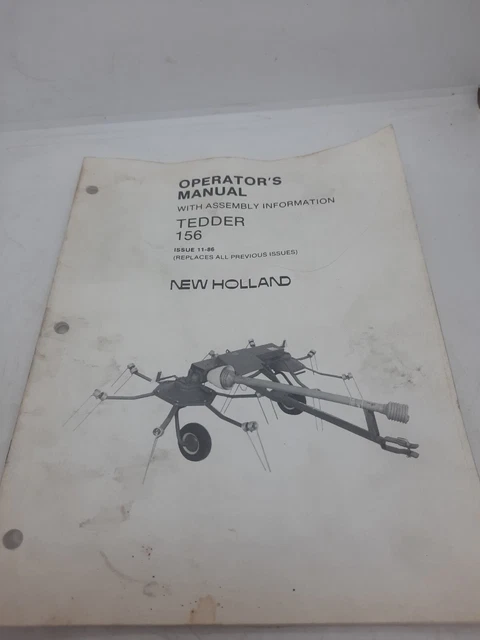 OPERATOR'S
MANUAL
WITH ASSEMBLY INFORMATION
TEDDER
156
ISSUE 11-86
(REPLACES ALL PREVIOUS ISSUES)
NEW HOLLAND